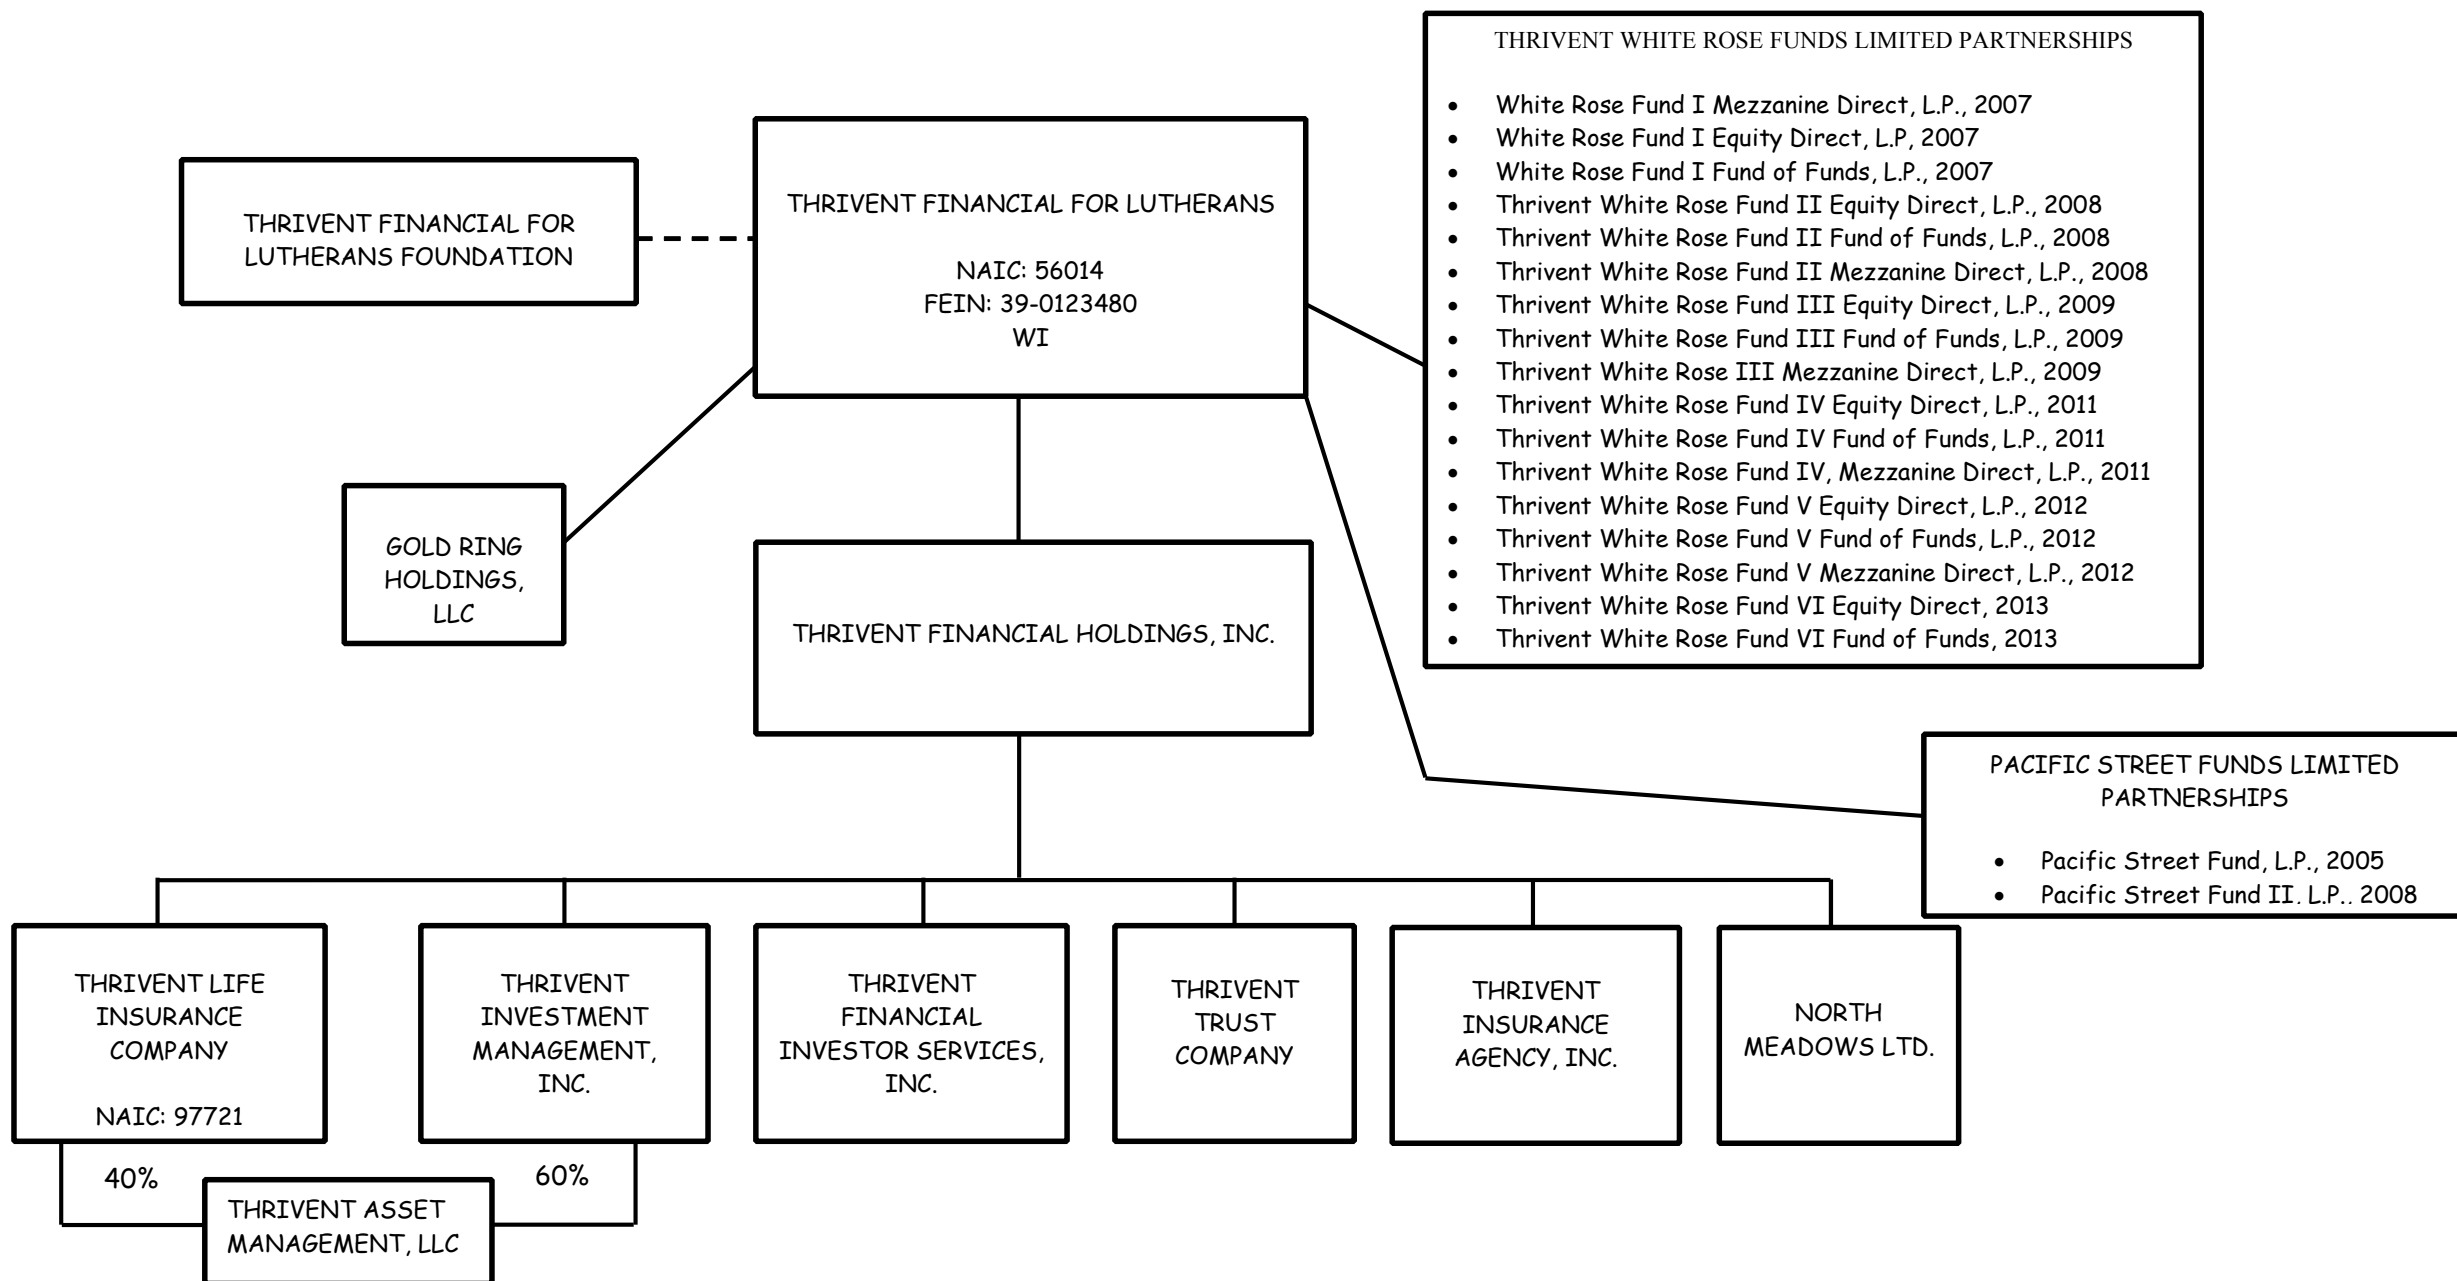 THRIVENT WHITE ROSE FUNDS LIMITED PARTNERSHIPS
• White Rose Fund I Mezzanine Direct, L.P., 2007
• White Rose Fund I Equity Direct, L.P, 2007
• White Rose Fund I Fund of Funds, L.P., 2007
• Thrivent White Rose Fund II Equity Direct, L.P., 2008
• Thrivent White Rose Fund II Fund of Funds, L.P., 2008
• Thrivent White Rose Fund II Mezzanine Direct, L.P., 2008
• Thrivent White Rose Fund III Equity Direct, L.P., 2009
• Thrivent White Rose Fund III Fund of Funds, L.P., 2009
• Thrivent White Rose III Mezzanine Direct, L.P., 2009
• Thrivent White Rose Fund IV Equity Direct, L.P., 2011
• Thrivent White Rose Fund IV Fund of Funds, L.P., 2011
• Thrivent White Rose Fund IV, Mezzanine Direct, L.P., 2011
• Thrivent White Rose Fund V Equity Direct, L.P., 2012
• Thrivent White Rose Fund V Fund of Funds, L.P., 2012
• Thrivent White Rose Fund V Mezzanine Direct, L.P., 2012
• Thrivent White Rose Fund VI Equity Direct, 2013
• Thrivent White Rose Fund VI Fund of Funds, 2013
THRIVENT FINANCIAL FOR LUTHERANS
NAIC: 56014
FEIN: 39-0123480
WI
THRIVENT FINANCIAL FOR
LUTHERANS FOUNDATION
GOLD RING
HOLDINGS,
LLC
THRIVENT FINANCIAL HOLDINGS, INC.
PACIFIC STREET FUNDS LIMITED
PARTNERSHIPS
• Pacific Street Fund, L.P., 2005
• Pacific Street Fund II, L.P., 2008
THRIVENT LIFE
INSURANCE
COMPANY
NAIC: 97721
THRIVENT
INVESTMENT
MANAGEMENT,
INC.
THRIVENT
FINANCIAL
INVESTOR SERVICES,
INC.
THRIVENT
TRUST
COMPANY
THRIVENT
INSURANCE
AGENCY, INC.
NORTH
MEADOWS LTD.
40%
60%
THRIVENT ASSET
MANAGEMENT, LLC